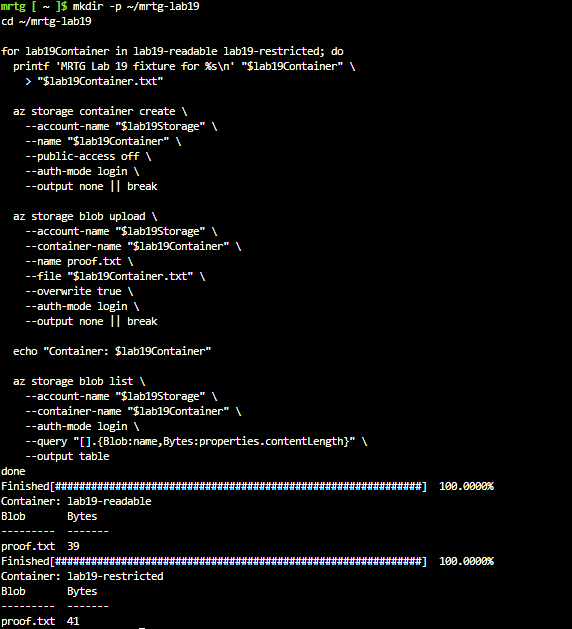 mrtg [ ~ ]$ mkdir -p ~/mrtg-lab19
cd ~/mrtg-lab19

for lab19Container in lab19-readable lab19-restricted; do
  printf 'MRTG Lab 19 fixture for %s\n' "$lab19Container" \
    > "$lab19Container.txt"

  az storage container create \
    --account-name "$lab19Storage" \
    --name "$lab19Container" \
    --public-access off \
    --auth-mode login \
    --output none || break

  az storage blob upload \
    --account-name "$lab19Storage" \
    --container-name "$lab19Container" \
    --name proof.txt \
    --file "$lab19Container.txt" \
    --overwrite true \
    --auth-mode login \
    --output none || break

  echo "Container: $lab19Container"

  az storage blob list \
    --account-name "$lab19Storage" \
    --container-name "$lab19Container" \
    --auth-mode login \
    --query "[].{Blob:name,Bytes:properties.contentLength}" \
    --output table
done
Finished[#############################################################]  100.0000%
Container: lab19-readable
Blob       Bytes
---------  -------
proof.txt  39
Finished[#############################################################]  100.0000%
Container: lab19-restricted
Blob       Bytes
---------  -------
proof.txt  41